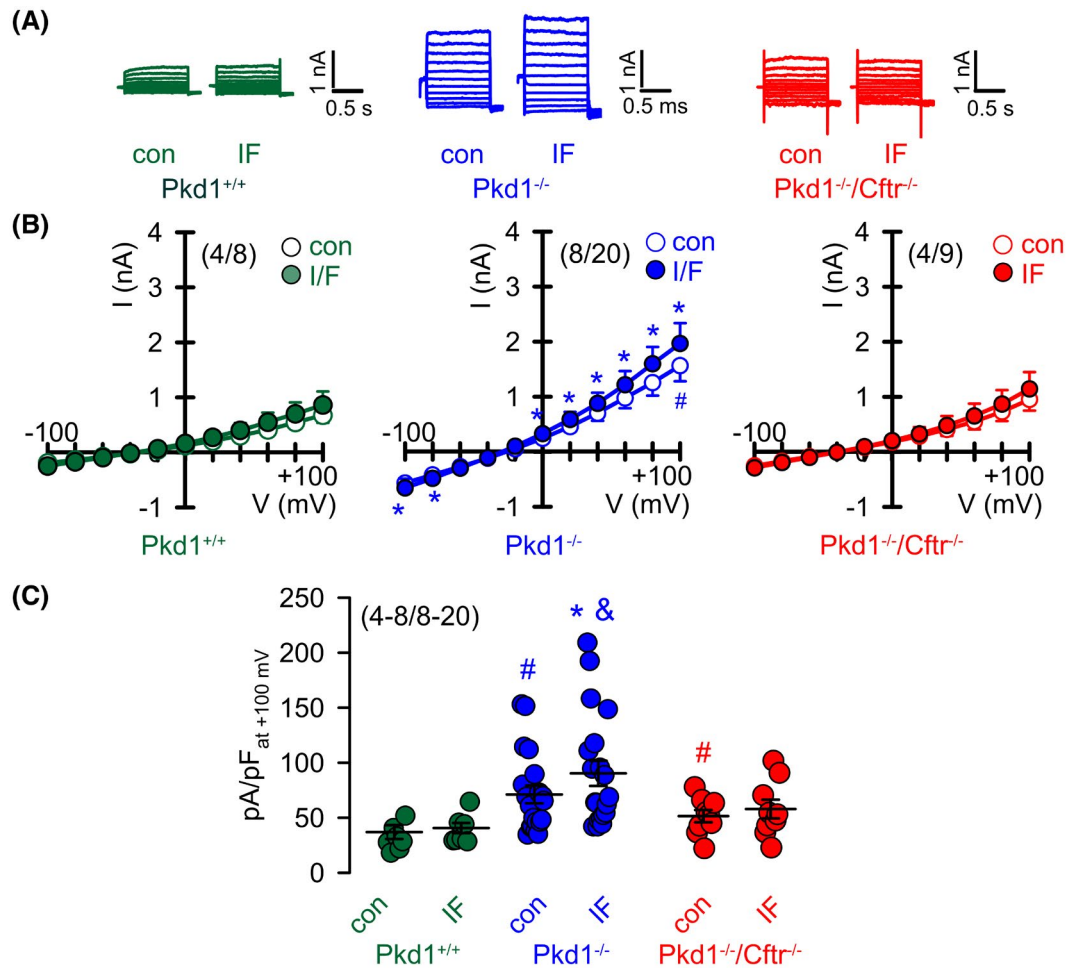 (A)
1 nA
0.5 s
1 nA
0.5 ms
1 nA
0.5 s
con IF
con IF
con IF
Pkd1+/+
Pkd1-/-
Pkd1-/-/Cftr-/-
(B)
I (nA)
4
3
2
1
-1
(4/8)
con
I/F
-100
+100
V (mV)
Pkd1+/+
I (nA)
4
3
2
1
-1
(8/20)
con
I/F
* * * * * *
#
* *
-100
+100
V (mV)
Pkd1-/-
I (nA)
4
3
2
1
-1
(4/9)
con
IF
-100
+100
V (mV)
Pkd1-/-/Cftr-/-
(C)
pA/pF at +100 mV
250
200
150
100
50
0
(4-8/8-20)
#
* &
#
con IF con IF con IF
Pkd1+/+ Pkd1-/- Pkd1-/-/Cftr-/-